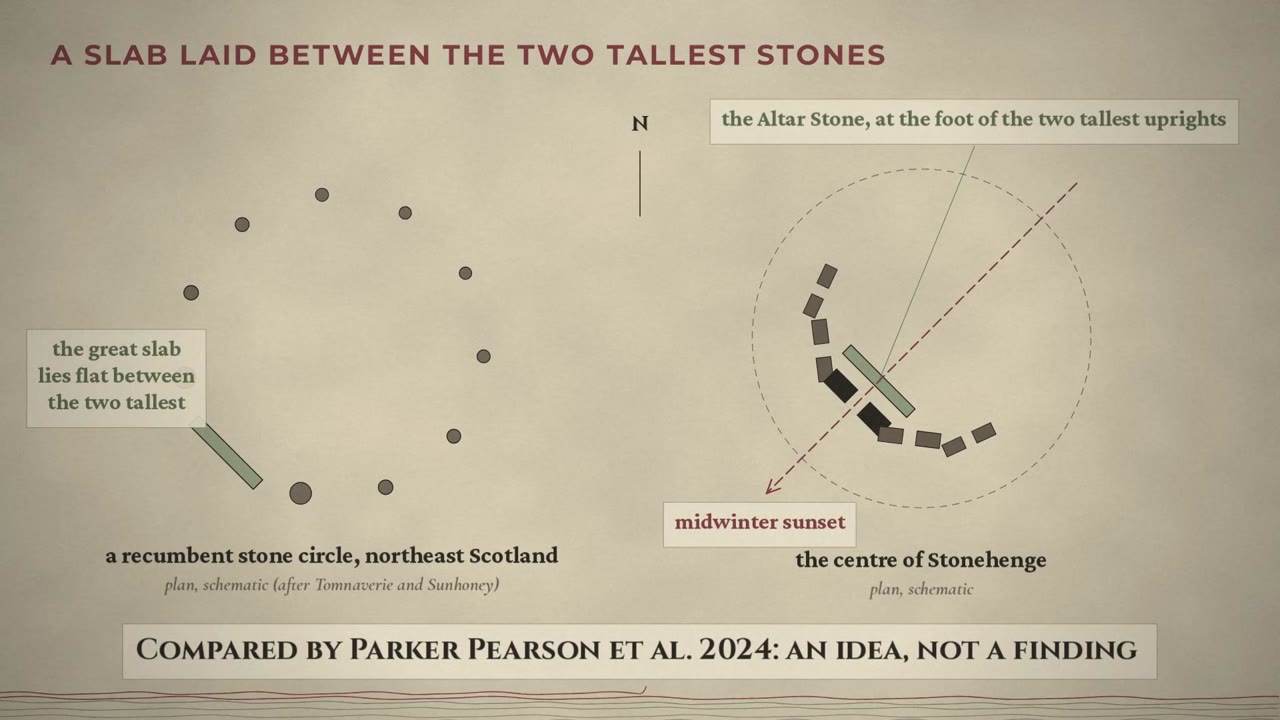 A SLAB LAID BETWEEN THE TWO TALLEST STONES
N
the Altar Stone, at the foot of the two tallest uprights
the great slab
lies flat between
the two tallest
midwinter sunset
a recumbent stone circle, northeast Scotland
plan, schematic (after Tomnaverie and Sunhoney)
the centre of Stonehenge
plan, schematic
Compared by Parker Pearson et al. 2024: an idea, not a finding